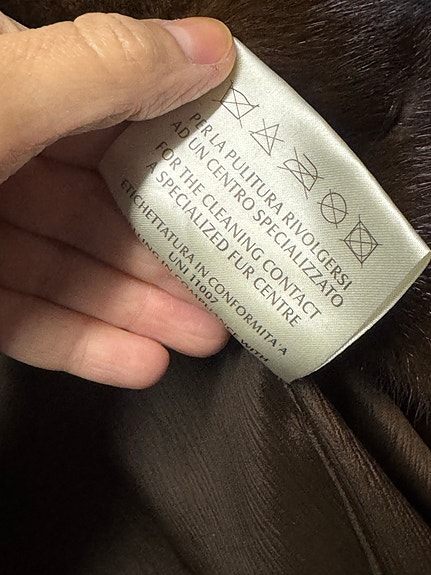 PER LA PULITURA RIVOLGERSI
AD UN CENTRO SPECIALIZZATO
FOR THE CLEANING CONTACT
A SPECIALIZED FUR CENTRE
ETICHETTATURA IN CONFORMITA'A
UNI 11007
WITH